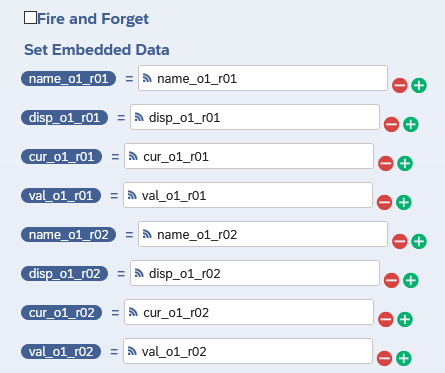 Fire and Forget
Set Embedded Data
name_o1_r01 = name_o1_r01
disp_o1_r01 = disp_o1_r01
cur_o1_r01 = cur_o1_r01
val_o1_r01 = val_o1_r01
name_o1_r02 = name_o1_r02
disp_o1_r02 = disp_o1_r02
cur_o1_r02 = cur_o1_r02
val_o1_r02 = val_o1_r02